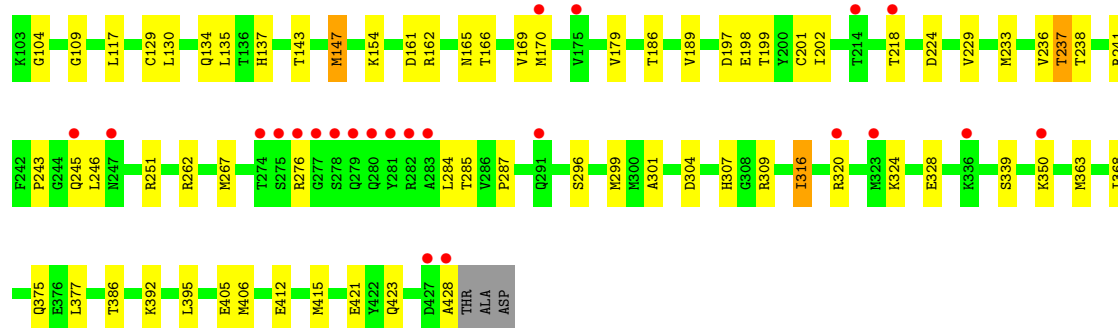 K103 G104 G109 L117 C129 L130 Q134 L135 T136 H137 T143 M147 K154 D161 R162 N165 T166 V169 M170 V175 V179 T186 V189 D197 E198 T199 Y200 C201 I202 T214 T218 D224 V229 M233 V236 T237 T238
F242 P243 G244 Q245 L246 N247 R251 R262 M267 T274 S275 R276 G277 S278 Q279 Q280 Y281 R282 A283 L284 T285 V286 P287 Q291 S296 M299 M300 A301 D304 H307 G308 R309 I316 R320 M323 K324 E328 K336 S339 K350 M363
Q375 E376 L377 T386 K392 L395 E405 M406 E412 M415 E421 Y422 Q423 D427 A428 THR ALA ASP